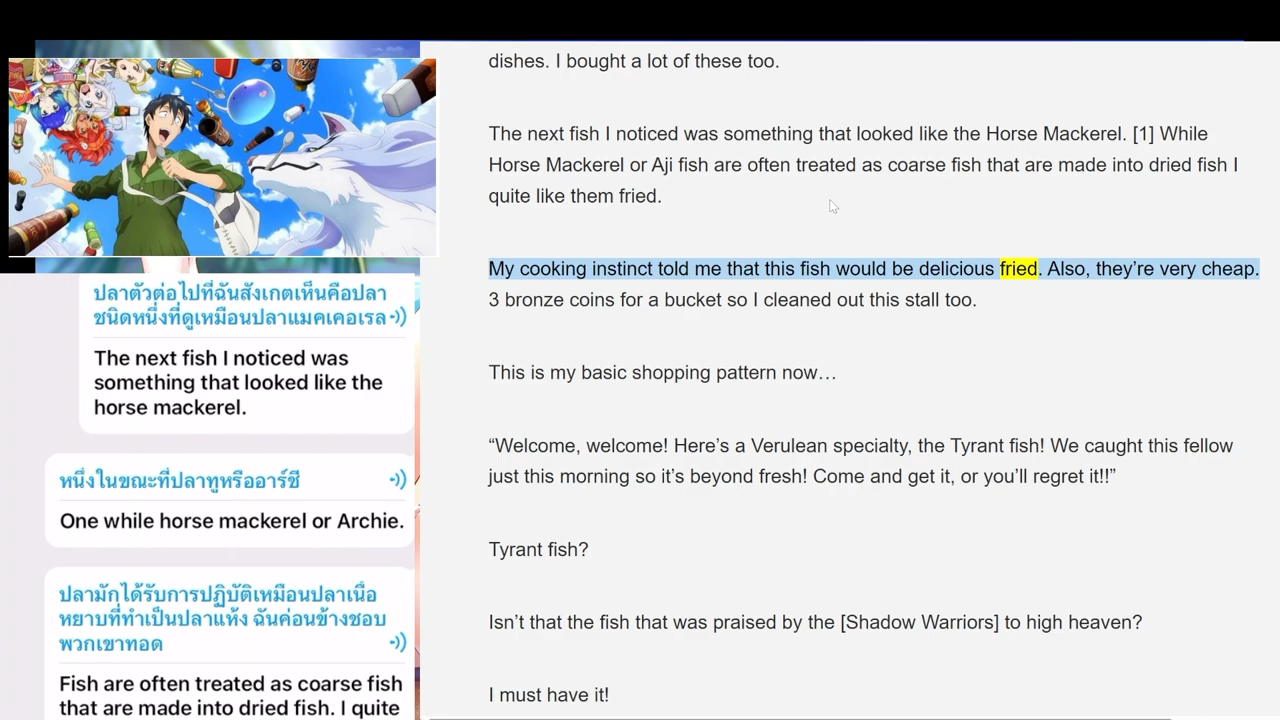 ปลาตัวต่อไปที่ฉันสังเกตเห็นคือปลา
ชนิดหนึ่งที่ดูเหมือนปลาแมคเคอเรล
The next fish I noticed was
something that looked like the
horse mackerel.
หนึ่งในขณะที่ปลาทูหรืออาร์ชี
One while horse mackerel or Archie.
ปลามักได้รับการปฏิบัติเหมือนปลาเนื้อ
หยาบที่ทำเป็นปลาแห้ง ฉันค่อนข้างชอบ
พวกเขาทอด
Fish are often treated as coarse fish
that are made into dried fish. I quite
dishes. I bought a lot of these too.
The next fish I noticed was something that looked like the Horse Mackerel. [1] While
Horse Mackerel or Aji fish are often treated as coarse fish that are made into dried fish I
quite like them fried.
My cooking instinct told me that this fish would be delicious fried. Also, they’re very cheap.
3 bronze coins for a bucket so I cleaned out this stall too.
This is my basic shopping pattern now…
“Welcome, welcome! Here’s a Verulean specialty, the Tyrant fish! We caught this fellow
just this morning so it’s beyond fresh! Come and get it, or you’ll regret it!!”
Tyrant fish?
Isn’t that the fish that was praised by the [Shadow Warriors] to high heaven?
I must have it!